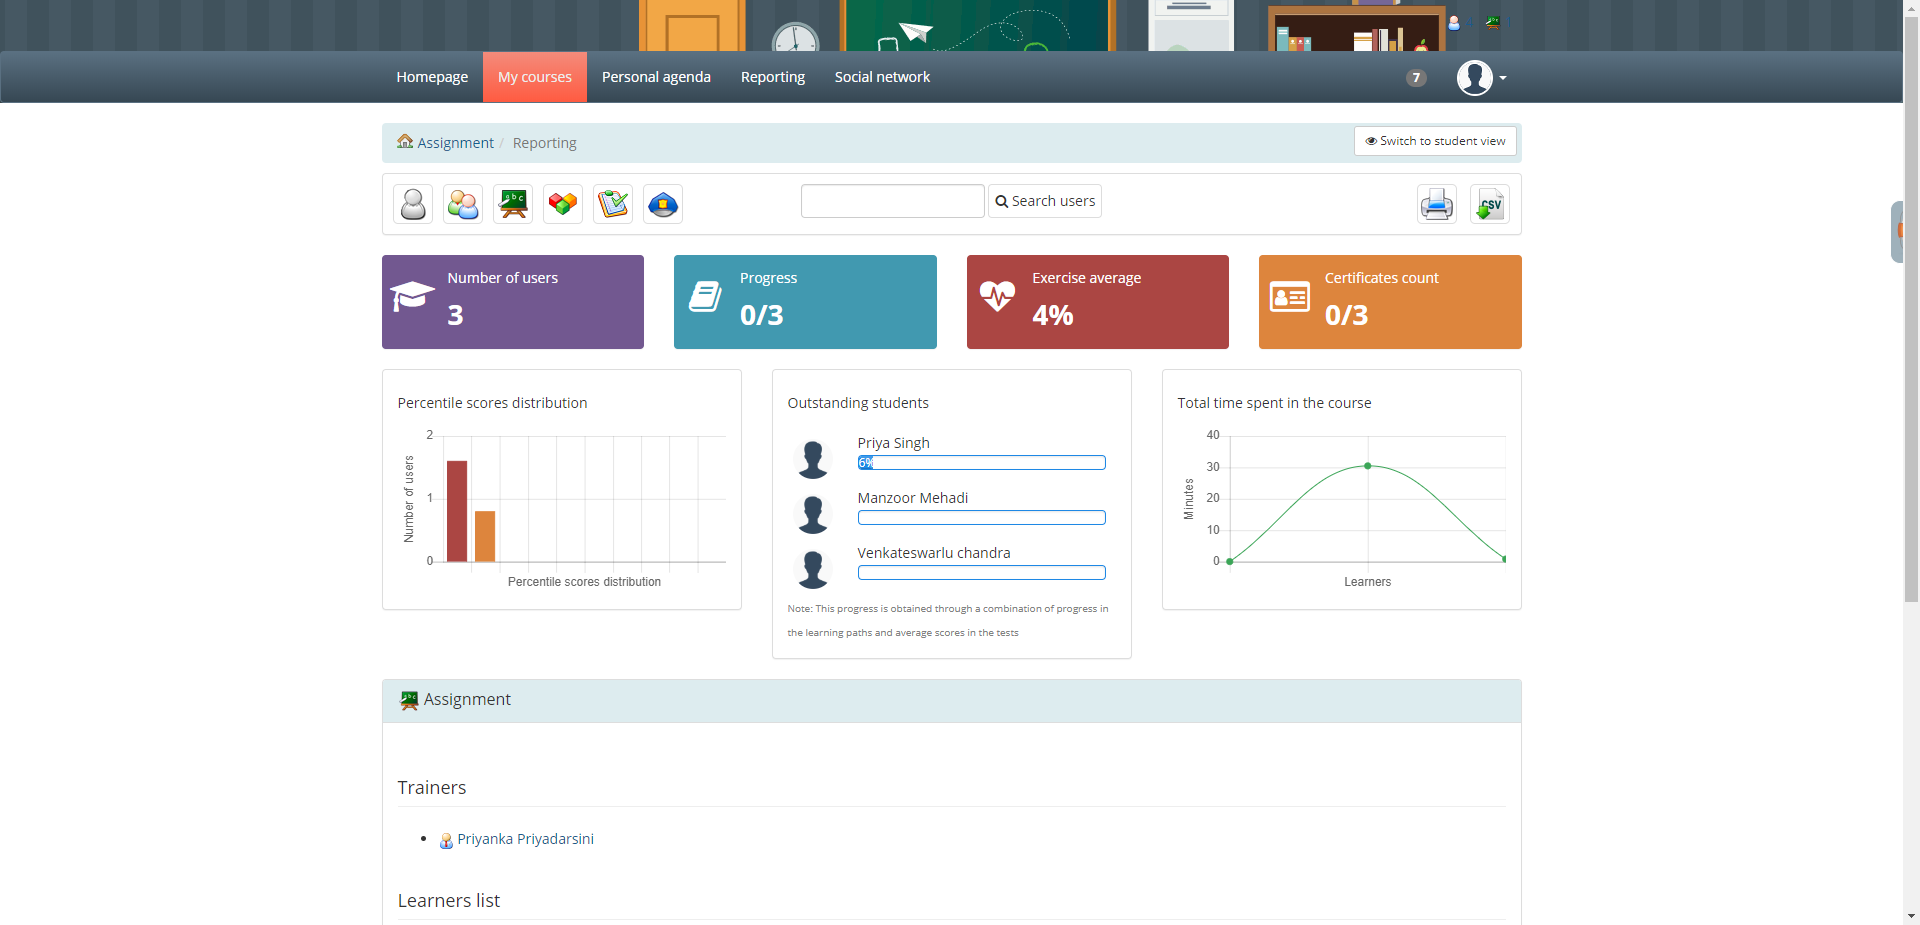 Homepage
My courses
Personal agenda
Reporting
Social network
7
Assignment / Reporting
Switch to student view
Search users
CSV
Number of users
3
Progress
0/3
Exercise average
4%
Certificates count
0/3
Percentile scores distribution
2
1
0
Number of users
Percentile scores distribution
Outstanding students
Priya Singh
6%
Manzoor Mehadi
Venkateswarlu chandra
Note: This progress is obtained through a combination of progress in
the learning paths and average scores in the tests
Total time spent in the course
40
30
20
10
0
Minutes
Learners
Assignment
Trainers
Priyanka Priyadarsini
Learners list